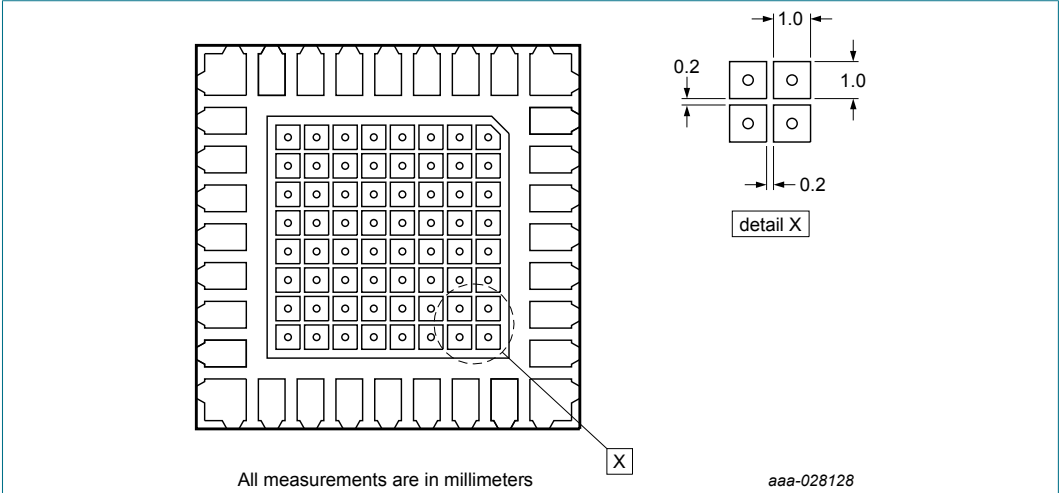 1.0
0.2
1.0
0.2
detail X
X
All measurements are in millimeters
aaa-028128